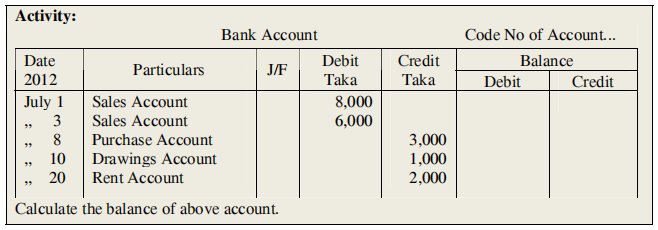 Activity:
Bank Account Code No of Account...
Date 2012 Particulars J/F Debit Taka Credit Taka Balance
Debit Credit
July 1 Sales Account 8,000
„ 3 Sales Account 6,000
„ 8 Purchase Account 3,000
„ 10 Drawings Account 1,000
„ 20 Rent Account 2,000
Calculate the balance of above account.